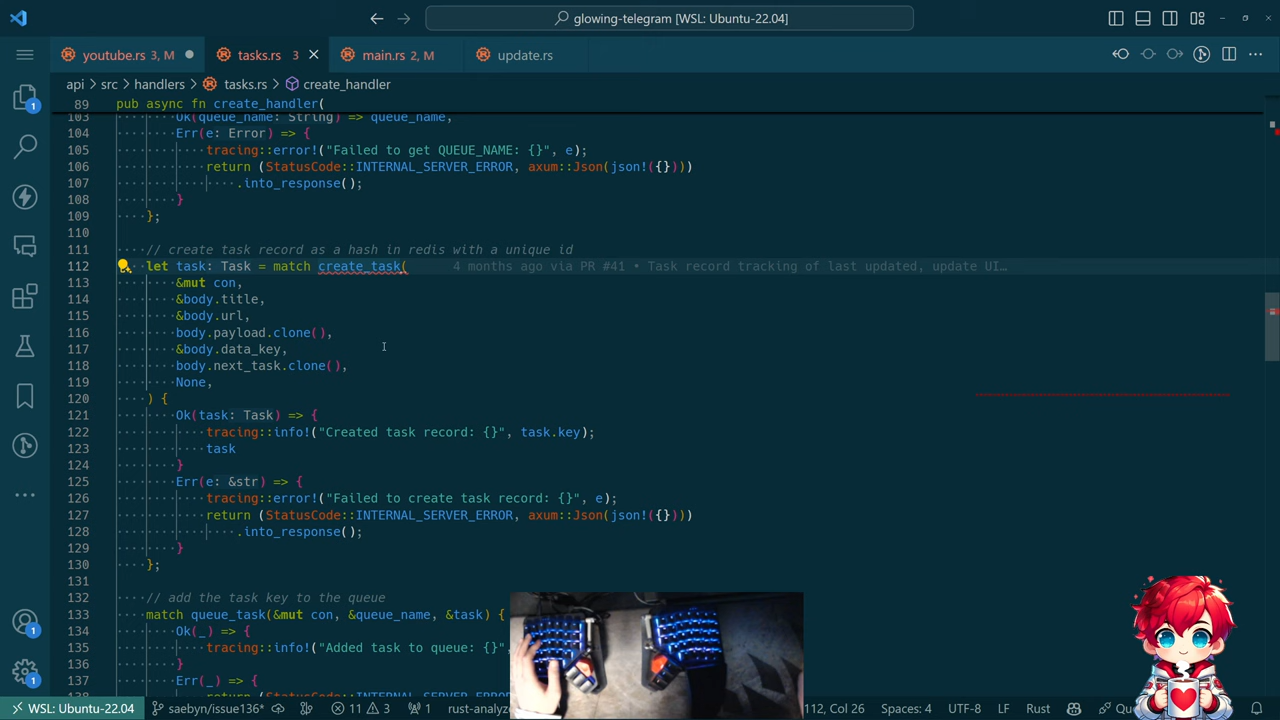 glowing-telegram [WSL: Ubuntu-22.04]
youtube.rs 3, M
tasks.rs 3
main.rs 2, M
update.rs
api › src › handlers › tasks.rs › create_handler
89 pub async fn create_handler(
103 Ok(queue_name: String) => queue_name,
104 Err(e: Error) => {
105 tracing::error!("Failed to get QUEUE_NAME: {}", e);
106 return (StatusCode::INTERNAL_SERVER_ERROR, axum::Json(json!({})))
107 .into_response();
108 }
109 };
110
111 // create task record as a hash in redis with a unique id
112 let task: Task = match create_task( 4 months ago via PR #41 • Task record tracking of last updated, update UI…
113 &mut con,
114 &body.title,
115 &body.url,
116 body.payload.clone(),
117 &body.data_key,
118 body.next_task.clone(),
119 None,
120 ) {
121 Ok(task: Task) => {
122 tracing::info!("Created task record: {}", task.key);
123 task
124 }
125 Err(e: &str) => {
126 tracing::error!("Failed to create task record: {}", e);
127 return (StatusCode::INTERNAL_SERVER_ERROR, axum::Json(json!({})))
128 .into_response();
129 }
130 };
131
132 // add the task key to the queue
133 match queue_task(&mut con, &queue_name, &task) {
134 Ok(_) => {
135 tracing::info!("Added task to queue: {}",
136 }
137 Err(_) => {
138 return (StatusCode::INTERNAL_SERVER_ERROR, axum::Json(json!({})))
WSL: Ubuntu-22.04 saebyn/issue136* 11 3 1 rust-analyz 112, Col 26 Spaces: 4 UTF-8 LF Rust Qu